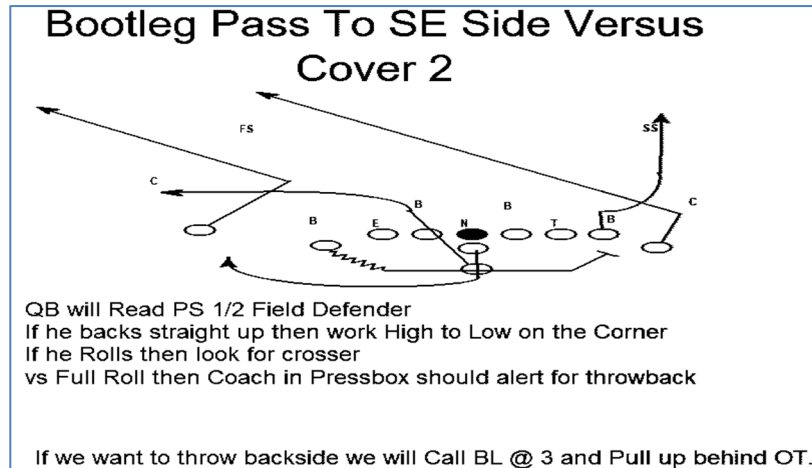 Bootleg Pass To SE Side Versus
Cover 2
FS
SS
C
C
B
B
B
B
E
N
T
QB will Read PS 1/2 Field Defender
If he backs straight up then work High to Low on the Corner
If he Rolls then look for crosser
vs Full Roll then Coach in Pressbox should alert for throwback
If we want to throw backside we will Call BL @ 3 and Pull up behind OT.